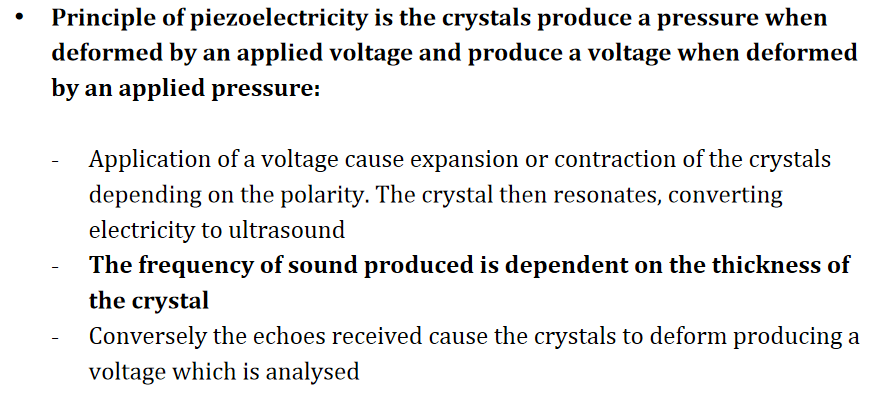 • Principle of piezoelectricity is the crystals produce a pressure when
deformed by an applied voltage and produce a voltage when deformed
by an applied pressure:
- Application of a voltage cause expansion or contraction of the crystals
depending on the polarity. The crystal then resonates, converting
electricity to ultrasound
- The frequency of sound produced is dependent on the thickness of
the crystal
- Conversely the echoes received cause the crystals to deform producing a
voltage which is analysed